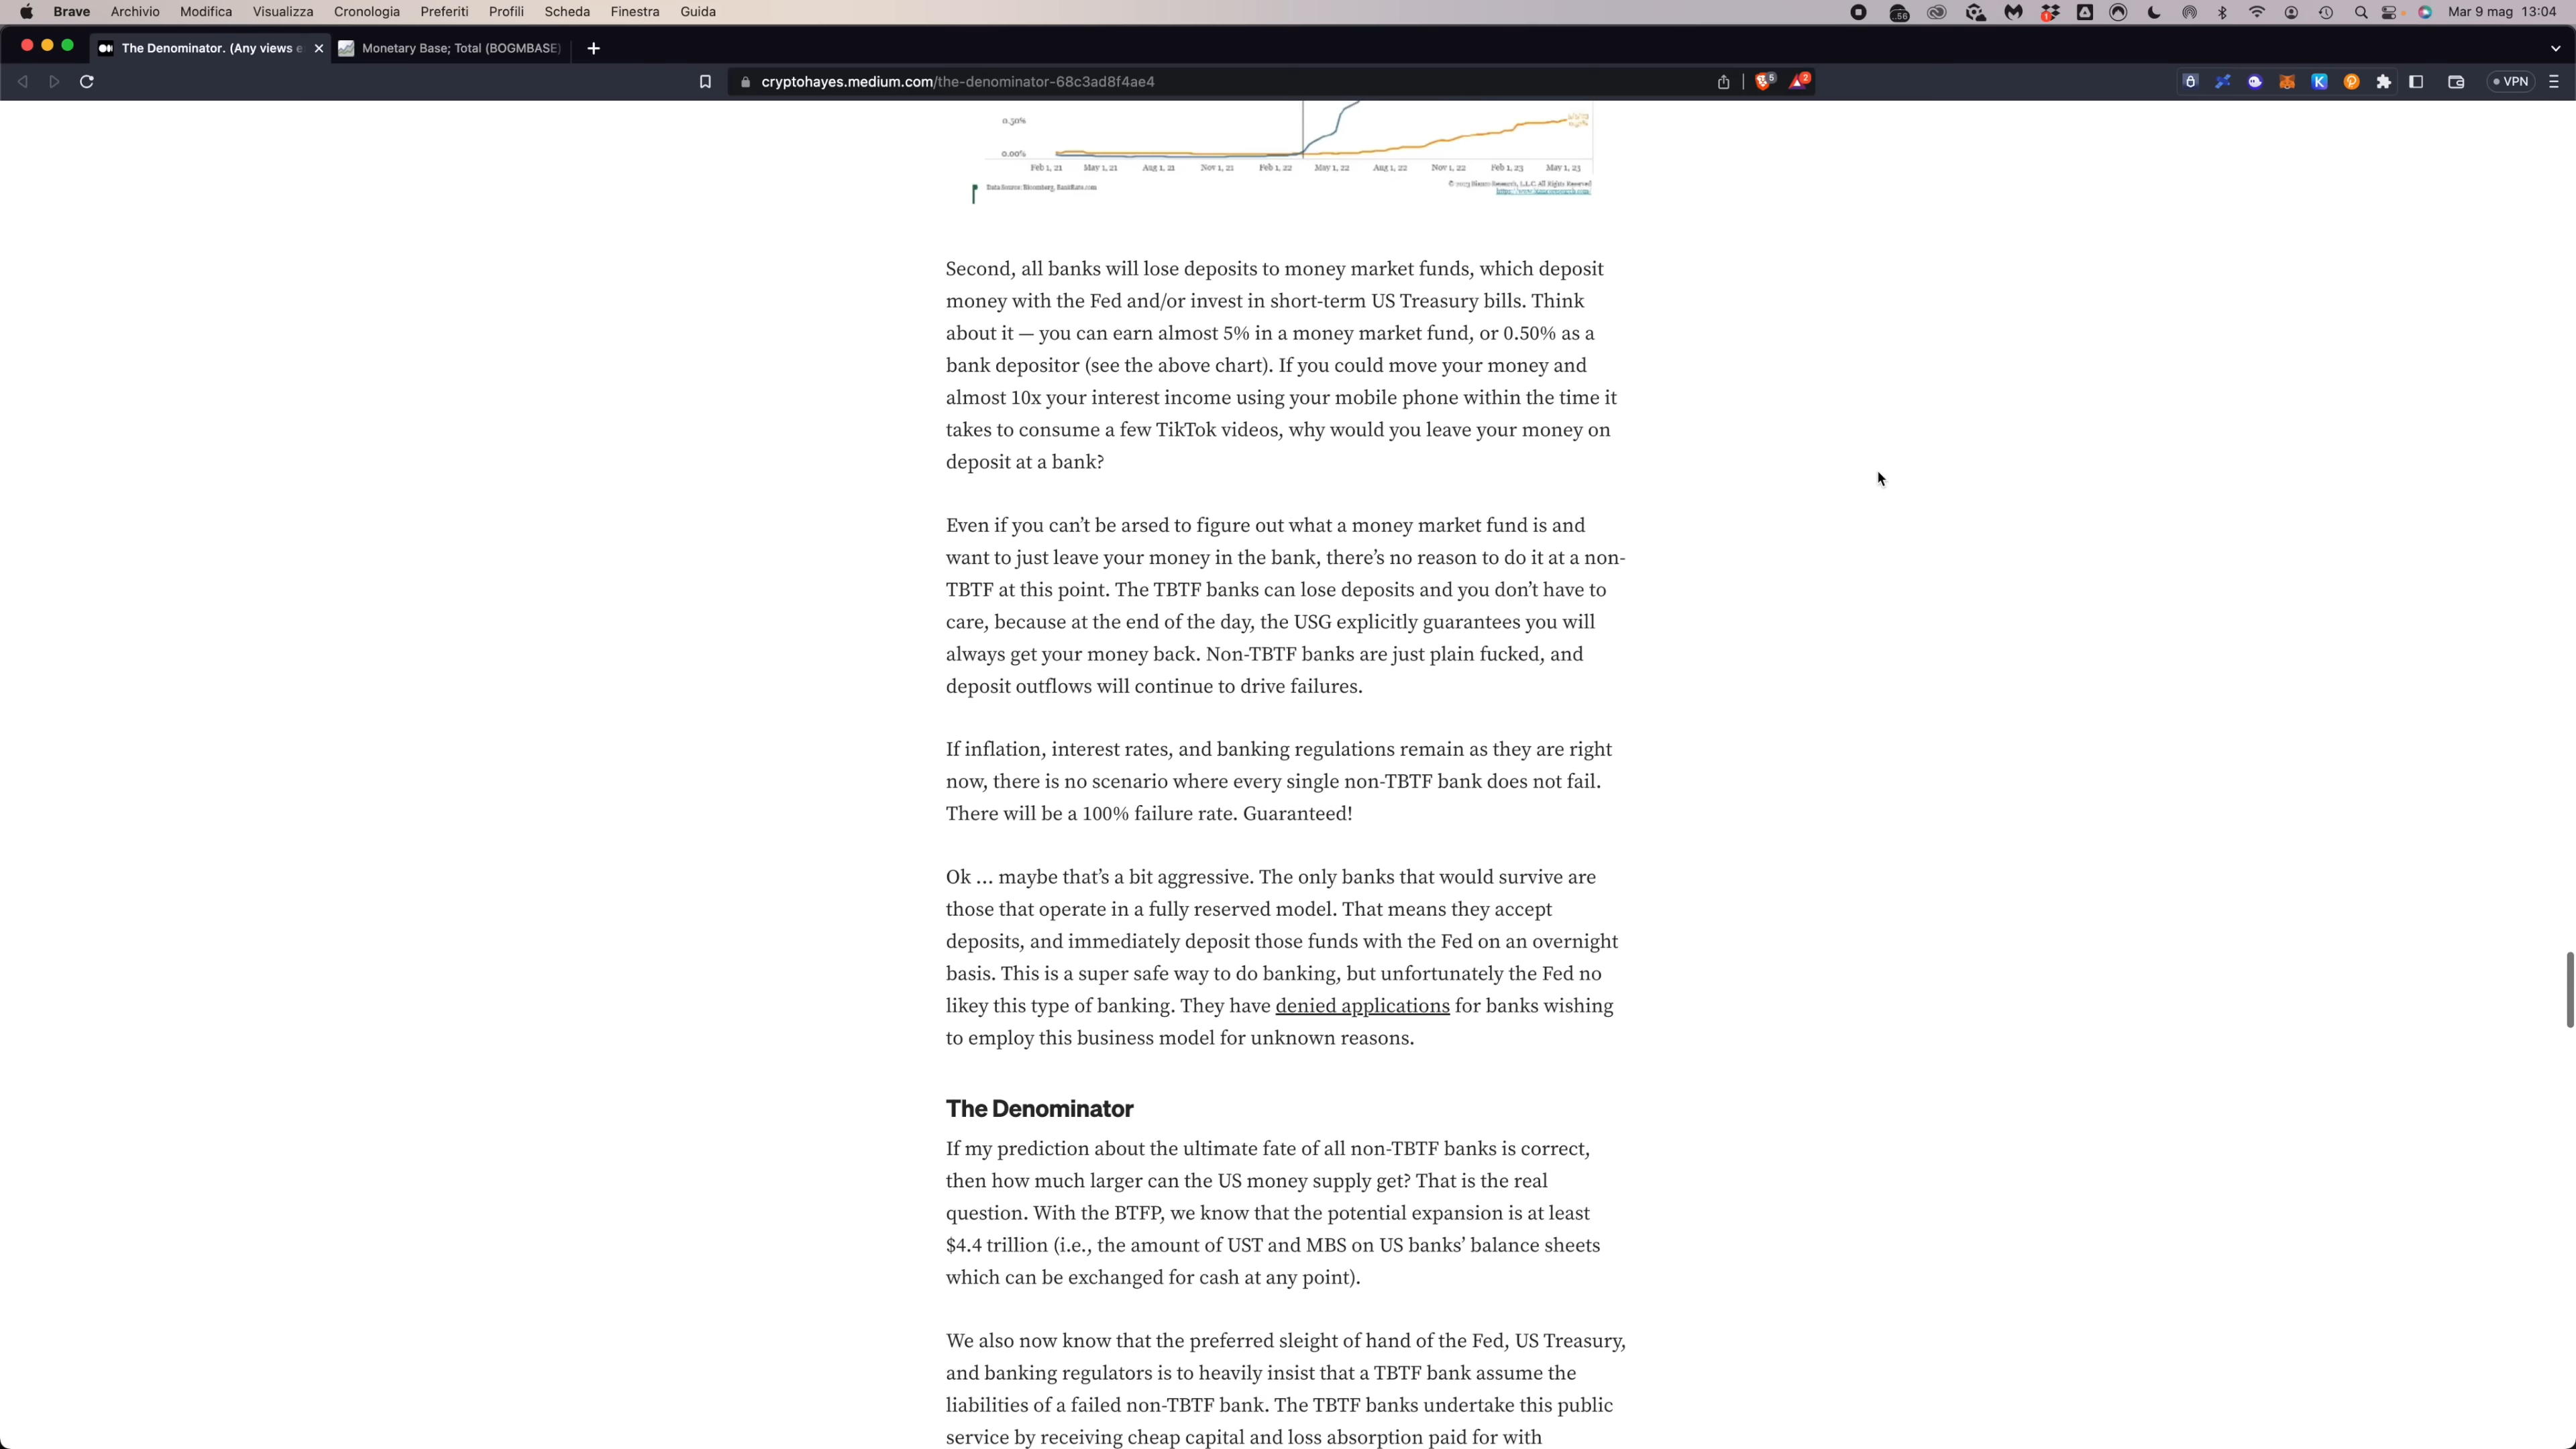 Brave Archivio Modifica Visualizza Cronologia Preferiti Profili Scheda Finestra Guida
Mar 9 mag 13:04
The Denominator. (Any views e
Monetary Base; Total (BOGMBASE)
cryptohayes.medium.com/the-denominator-68c3ad8f4ae4
VPN
0.50%
0.00%
Feb 1, 21 May 1, 21 Aug 1, 21 Nov 1, 21 Feb 1, 22 May 1, 22 Aug 1, 22 Nov 1, 22 Feb 1, 23 May 1, 23
Data Source: Bloomberg, BankRate.com
© 2023 Bianco Research, L.L.C. All Rights Reserved
https://www.biancoresearch.com/
Second, all banks will lose deposits to money market funds, which deposit
money with the Fed and/or invest in short-term US Treasury bills. Think
about it — you can earn almost 5% in a money market fund, or 0.50% as a
bank depositor (see the above chart). If you could move your money and
almost 10x your interest income using your mobile phone within the time it
takes to consume a few TikTok videos, why would you leave your money on
deposit at a bank?
Even if you can’t be arsed to figure out what a money market fund is and
want to just leave your money in the bank, there’s no reason to do it at a non-
TBTF at this point. The TBTF banks can lose deposits and you don’t have to
care, because at the end of the day, the USG explicitly guarantees you will
always get your money back. Non-TBTF banks are just plain fucked, and
deposit outflows will continue to drive failures.
If inflation, interest rates, and banking regulations remain as they are right
now, there is no scenario where every single non-TBTF bank does not fail.
There will be a 100% failure rate. Guaranteed!
Ok … maybe that’s a bit aggressive. The only banks that would survive are
those that operate in a fully reserved model. That means they accept
deposits, and immediately deposit those funds with the Fed on an overnight
basis. This is a super safe way to do banking, but unfortunately the Fed no
likey this type of banking. They have denied applications for banks wishing
to employ this business model for unknown reasons.
The Denominator
If my prediction about the ultimate fate of all non-TBTF banks is correct,
then how much larger can the US money supply get? That is the real
question. With the BTFP, we know that the potential expansion is at least
$4.4 trillion (i.e., the amount of UST and MBS on US banks’ balance sheets
which can be exchanged for cash at any point).
We also now know that the preferred sleight of hand of the Fed, US Treasury,
and banking regulators is to heavily insist that a TBTF bank assume the
liabilities of a failed non-TBTF bank. The TBTF banks undertake this public
service by receiving cheap capital and loss absorption paid for with